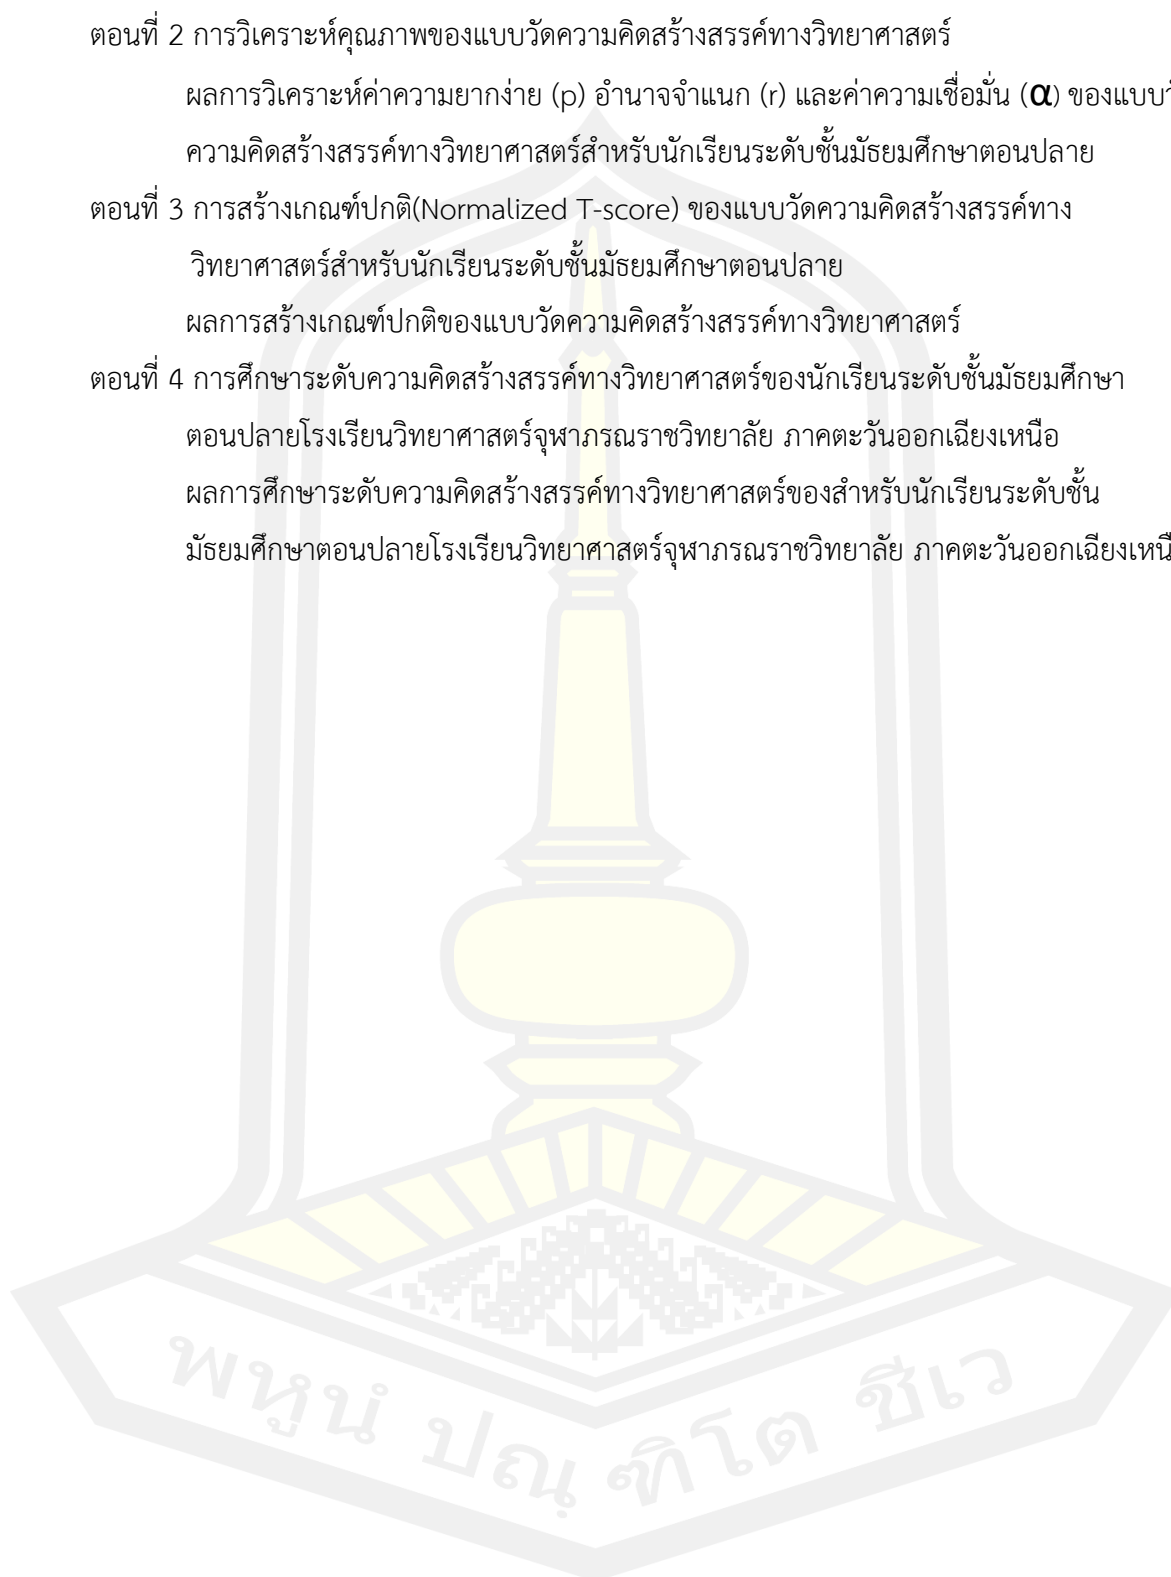 ตอนที่ 2 การวิเคราะห์คุณภาพของแบบวัดความคิดสร้างสรรค์ทางวิทยาศาสตร์
ผลการวิเคราะห์ค่าความยากง่าย (p) อำนาจจำแนก (r) และค่าความเชื่อมั่น (α) ของแบบวั
ความคิดสร้างสรรค์ทางวิทยาศาสตร์สำหรับนักเรียนระดับชั้นมัธยมศึกษาตอนปลาย
ตอนที่ 3 การสร้างเกณฑ์ปกติ(Normalized T-score) ของแบบวัดความคิดสร้างสรรค์ทาง
วิทยาศาสตร์สำหรับนักเรียนระดับชั้นมัธยมศึกษาตอนปลาย
ผลการสร้างเกณฑ์ปกติของแบบวัดความคิดสร้างสรรค์ทางวิทยาศาสตร์
ตอนที่ 4 การศึกษาระดับความคิดสร้างสรรค์ทางวิทยาศาสตร์ของนักเรียนระดับชั้นมัธยมศึกษา
ตอนปลายโรงเรียนวิทยาศาสตร์จุฬาภรณราชวิทยาลัย ภาคตะวันออกเฉียงเหนือ
ผลการศึกษาระดับความคิดสร้างสรรค์ทางวิทยาศาสตร์ของสำหรับนักเรียนระดับชั้น
มัธยมศึกษาตอนปลายโรงเรียนวิทยาศาสตร์จุฬาภรณราชวิทยาลัย ภาคตะวันออกเฉียงเหนื
พหูนํ ปณฺฑิโต ชีเว